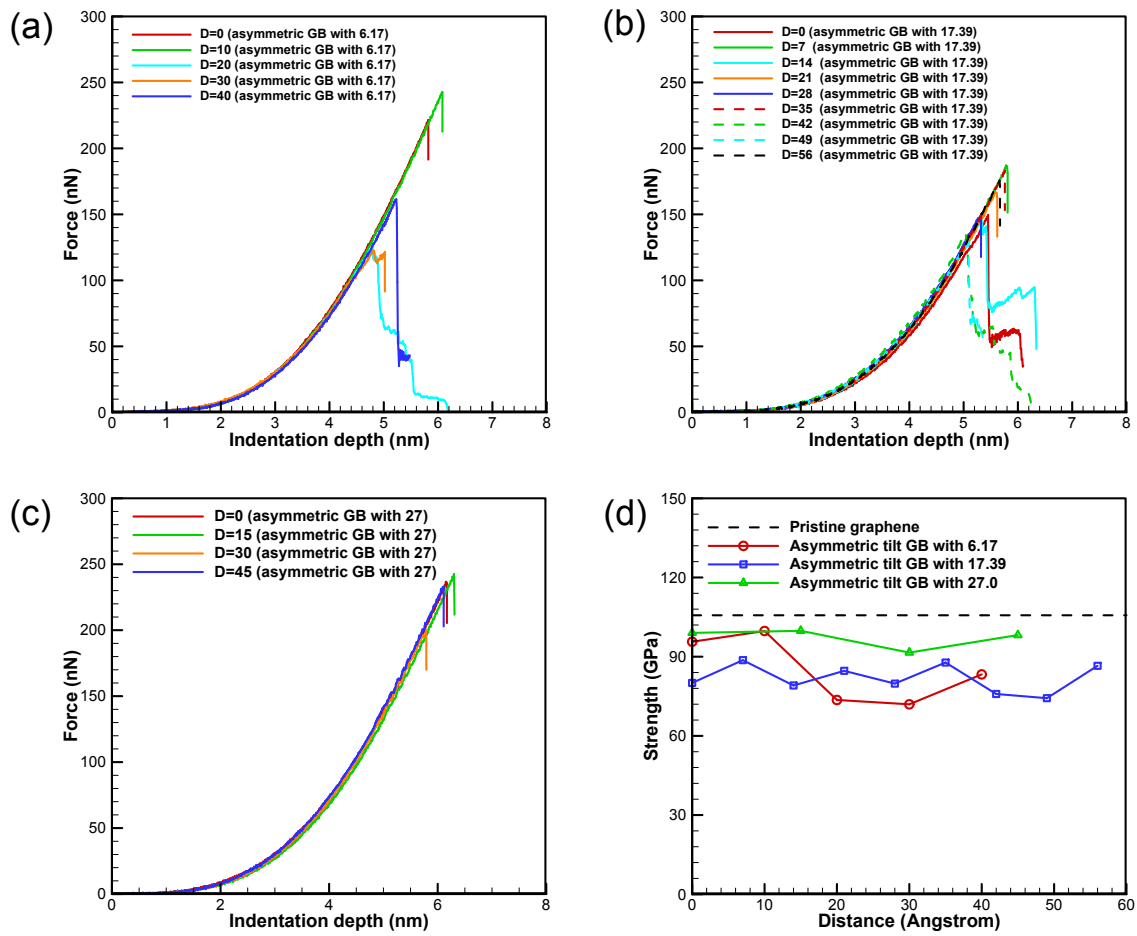 (a)
300
250
200
150
100
50
0
Force (nN)
D=0 (asymmetric GB with 6.17)
D=10 (asymmetric GB with 6.17)
D=20 (asymmetric GB with 6.17)
D=30 (asymmetric GB with 6.17)
D=40 (asymmetric GB with 6.17)
0 1 2 3 4 5 6 7 8
Indentation depth (nm)
(b)
300
250
200
150
100
50
0
Force (nN)
D=0 (asymmetric GB with 17.39)
D=7 (asymmetric GB with 17.39)
D=14 (asymmetric GB with 17.39)
D=21 (asymmetric GB with 17.39)
D=28 (asymmetric GB with 17.39)
D=35 (asymmetric GB with 17.39)
D=42 (asymmetric GB with 17.39)
D=49 (asymmetric GB with 17.39)
D=56 (asymmetric GB with 17.39)
0 1 2 3 4 5 6 7 8
Indentation depth (nm)
(c)
300
250
200
150
100
50
0
Force (nN)
D=0 (asymmetric GB with 27)
D=15 (asymmetric GB with 27)
D=30 (asymmetric GB with 27)
D=45 (asymmetric GB with 27)
0 1 2 3 4 5 6 7 8
Indentation depth (nm)
(d)
150
120
90
60
30
0
Strength (GPa)
Pristine graphene
Asymmetric tilt GB with 6.17
Asymmetric tilt GB with 17.39
Asymmetric tilt GB with 27.0
0 10 20 30 40 50 60
Distance (Angstrom)